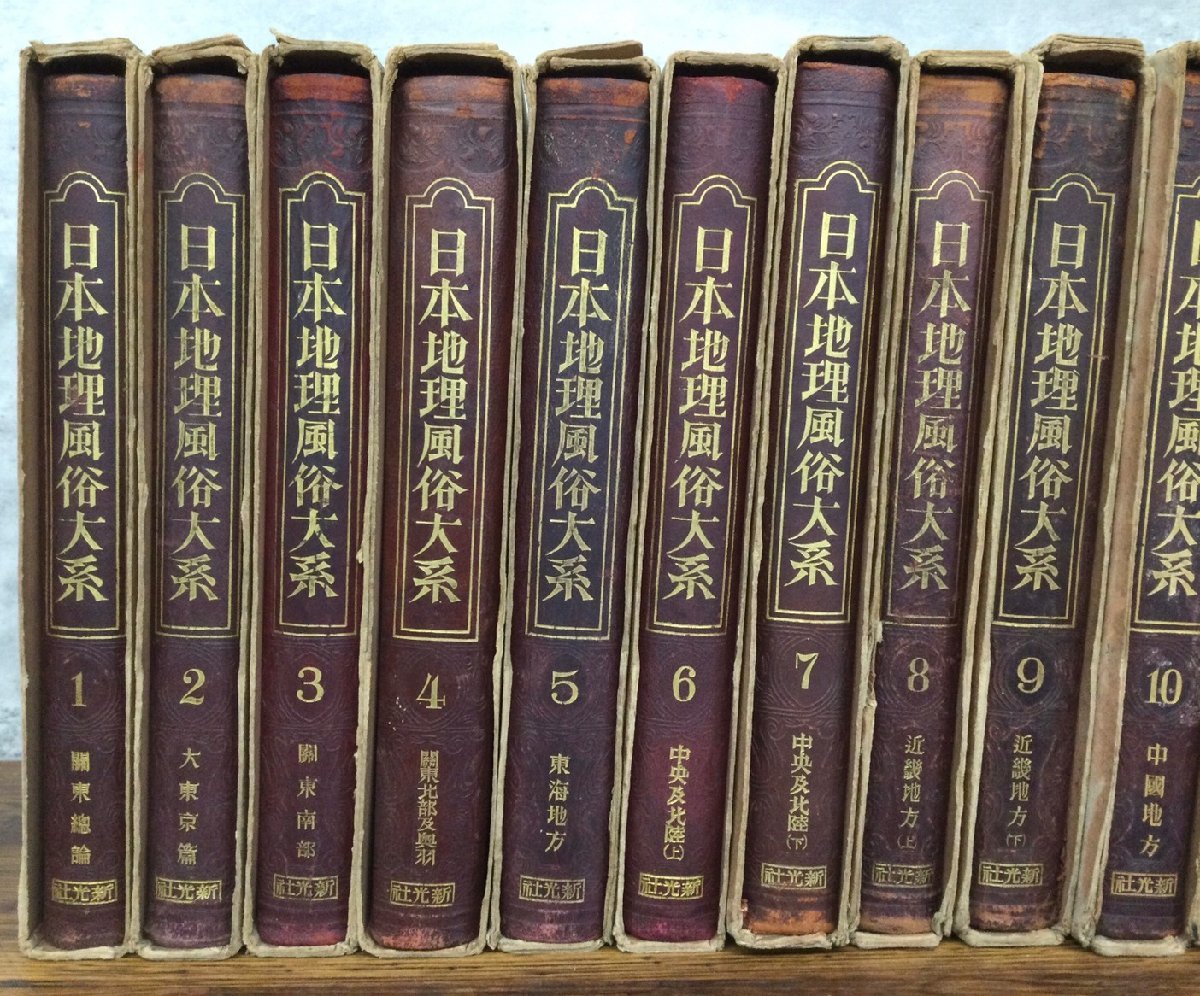 日本地理風俗大系
1
關東總論
新光社
日本地理風俗大系
2
大東京篇
新光社
日本地理風俗大系
3
關東南部
新光社
日本地理風俗大系
4
關東北部及奥羽
新光社
日本地理風俗大系
5
東海地方
新光社
日本地理風俗大系
6
中央及北陸(上)
新光社
日本地理風俗大系
7
中央及北陸(下)
新光社
日本地理風俗大系
8
近畿地方(上)
新光社
日本地理風俗大系
9
近畿地方(下)
新光社
日本地理風俗大系
10
中國地方
新光社